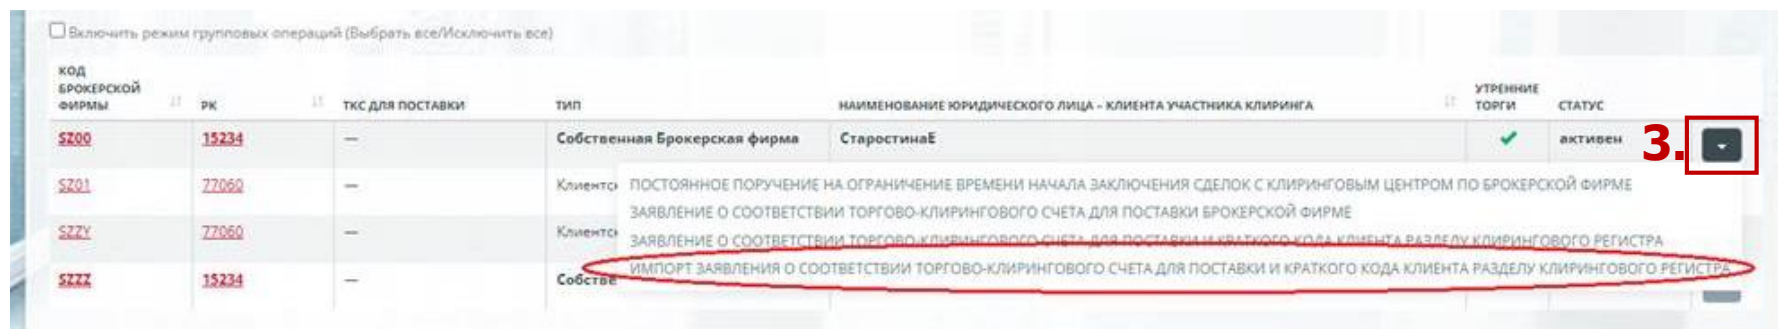 Включить режим групповых операций (Выбрать все/Исключить все)
КОД БРОКЕРСКОЙ ФИРМЫ РК ТКС ДЛЯ ПОСТАВКИ ТИП НАИМЕНОВАНИЕ ЮРИДИЧЕСКОГО ЛИЦА – КЛИЕНТА УЧАСТНИКА КЛИРИНГА УТРЕННИЕ ТОРГИ СТАТУС
SZ00 15234 — Собственная Брокерская фирма СтаростинаЕ активен 3.
SZ01 77060 — Клиентск
ПОСТОЯННОЕ ПОРУЧЕНИЕ НА ОГРАНИЧЕНИЕ ВРЕМЕНИ НАЧАЛА ЗАКЛЮЧЕНИЯ СДЕЛОК С КЛИРИНГОВЫМ ЦЕНТРОМ ПО БРОКЕРСКОЙ ФИРМЕ
ЗАЯВЛЕНИЕ О СООТВЕТСТВИИ ТОРГОВО-КЛИРИНГОВОГО СЧЕТА ДЛЯ ПОСТАВКИ БРОКЕРСКОЙ ФИРМЕ
SZZY 77060 — Клиентск
ЗАЯВЛЕНИЕ О СООТВЕТСТВИИ ТОРГОВО-КЛИРИНГОВОГО СЧЕТА ДЛЯ ПОСТАВКИ И КРАТКОГО КОДА КЛИЕНТА РАЗДЕЛУ КЛИРИНГОВОГО РЕГИСТРА
ИМПОРТ ЗАЯВЛЕНИЯ О СООТВЕТСТВИИ ТОРГОВО-КЛИРИНГОВОГО СЧЕТА ДЛЯ ПОСТАВКИ И КРАТКОГО КОДА КЛИЕНТА РАЗДЕЛУ КЛИРИНГОВОГО РЕГИСТРА
SZZZ 15234 — Собстве